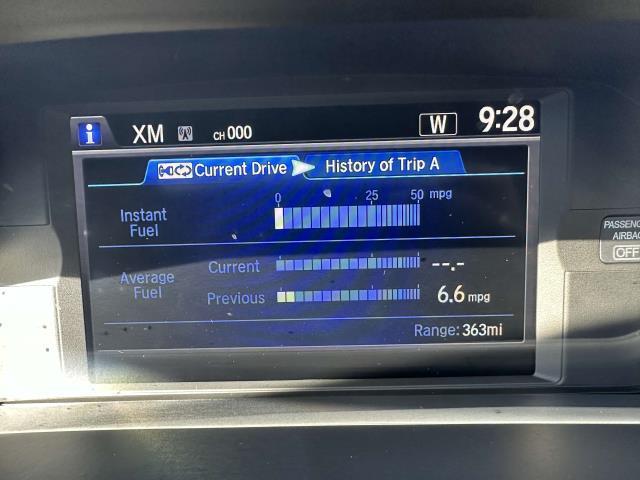 i XM CH 000 W 9:28
Current Drive History of Trip A
0 25 50 mpg
Instant
Fuel
Average
Fuel
Current --.-
Previous 6.6 mpg
Range: 363mi
PASSENG
AIRBAG
OFF